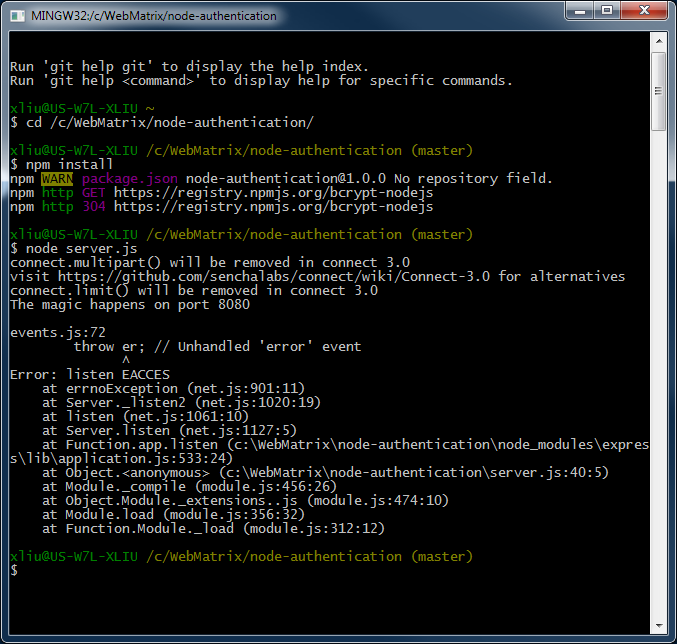 MINGW32:/c/WebMatrix/node-authentication
Run 'git help git' to display the help index.
Run 'git help <command>' to display help for specific commands.
xliu@US-W7L-XLIU ~
$ cd /c/WebMatrix/node-authentication/
xliu@US-W7L-XLIU /c/WebMatrix/node-authentication (master)
$ npm install
npm WARN package.json node-authentication@1.0.0 No repository field.
npm http GET https://registry.npmjs.org/bcrypt-nodejs
npm http 304 https://registry.npmjs.org/bcrypt-nodejs
xliu@US-W7L-XLIU /c/WebMatrix/node-authentication (master)
$ node server.js
connect.multipart() will be removed in connect 3.0
visit https://github.com/senchalabs/connect/wiki/Connect-3.0 for alternatives
connect.limit() will be removed in connect 3.0
The magic happens on port 8080
events.js:72
        throw er; // Unhandled 'error' event
              ^
Error: listen EACCES
    at errnoException (net.js:901:11)
    at Server._listen2 (net.js:1020:19)
    at listen (net.js:1061:10)
    at Server.listen (net.js:1127:5)
    at Function.app.listen (c:\WebMatrix\node-authentication\node_modules\expres
s\lib\application.js:533:24)
    at Object.<anonymous> (c:\WebMatrix\node-authentication\server.js:40:5)
    at Module._compile (module.js:456:26)
    at Object.Module._extensions..js (module.js:474:10)
    at Module.load (module.js:356:32)
    at Function.Module._load (module.js:312:12)
xliu@US-W7L-XLIU /c/WebMatrix/node-authentication (master)
$